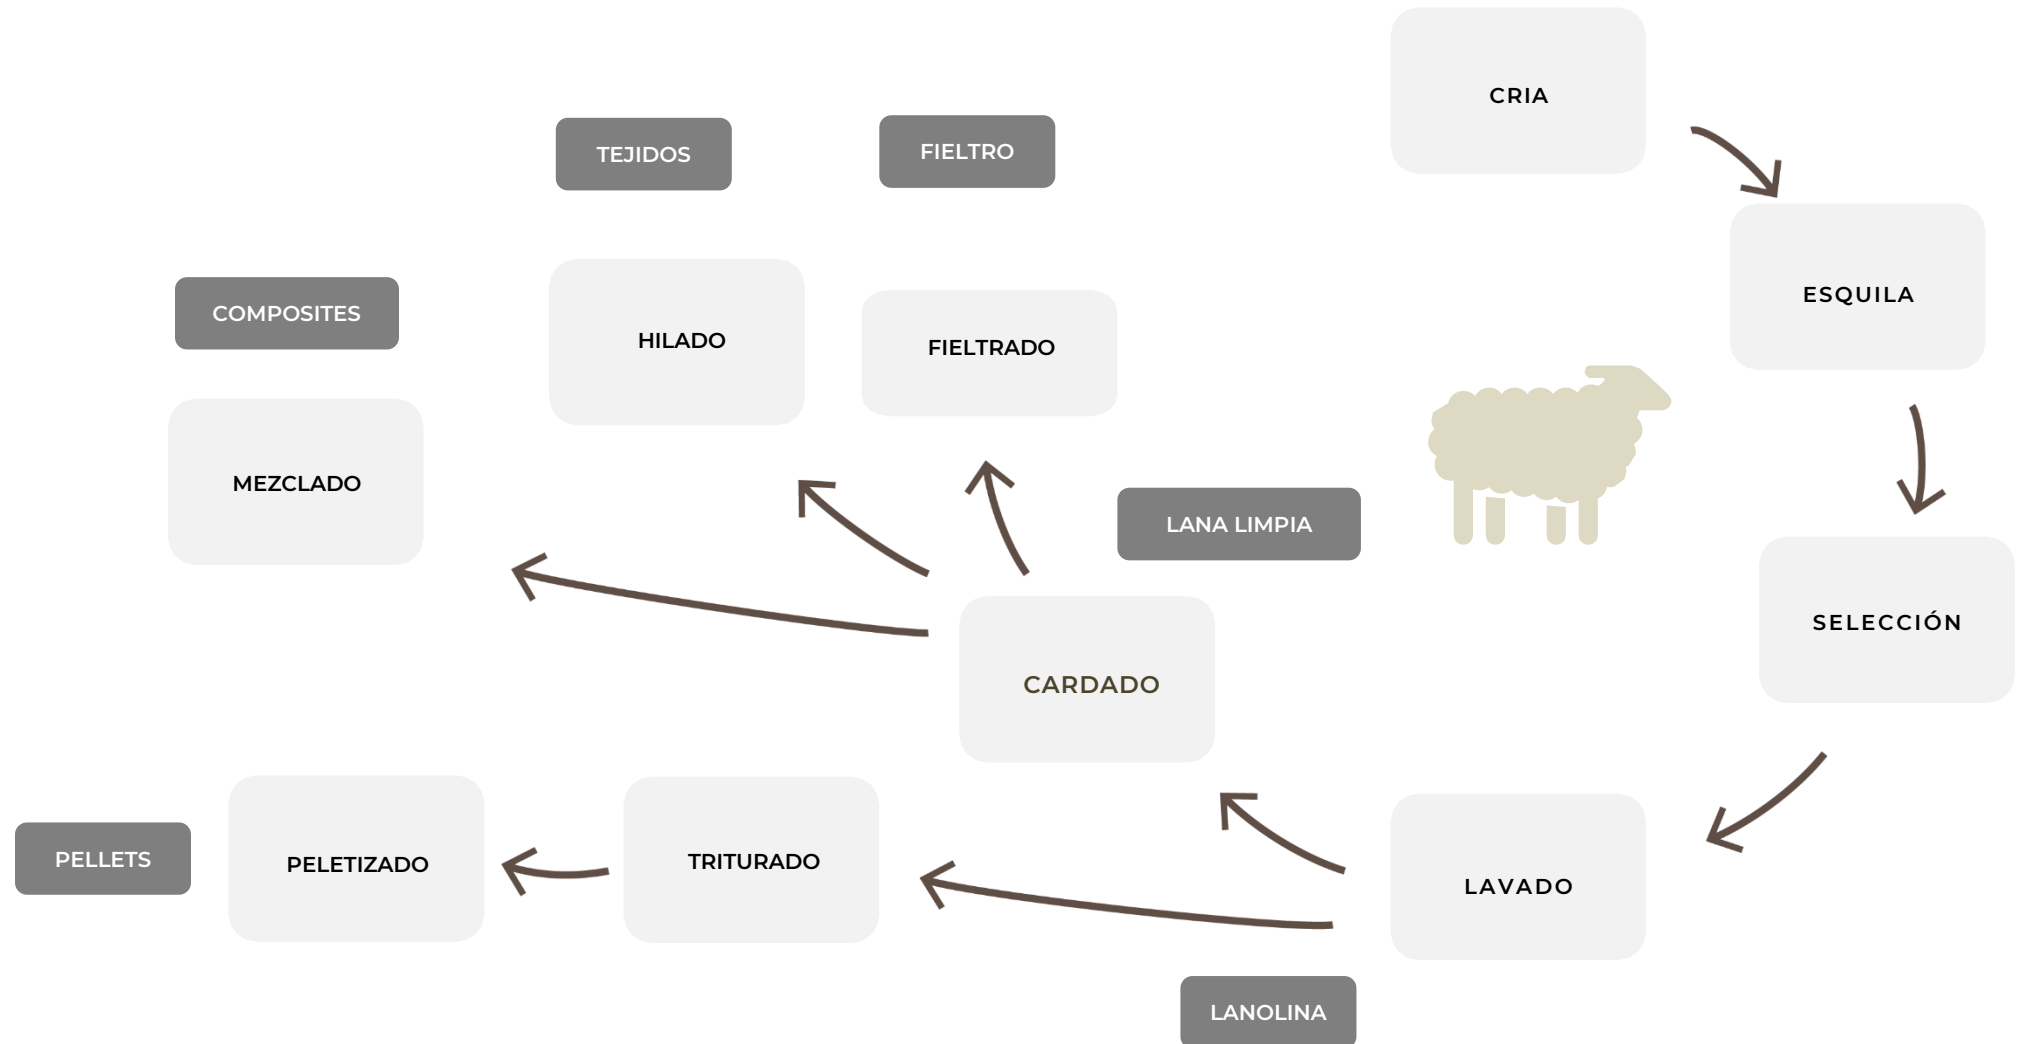 CRIA
TEJIDOS
FIELTRO
ESQUILA
COMPOSITES
HILADO
FIELTRADO
MEZCLADO
LANA LIMPIA
SELECCIÓN
CARDADO
PELLETS
PELETIZADO
TRITURADO
LAVADO
LANOLINA